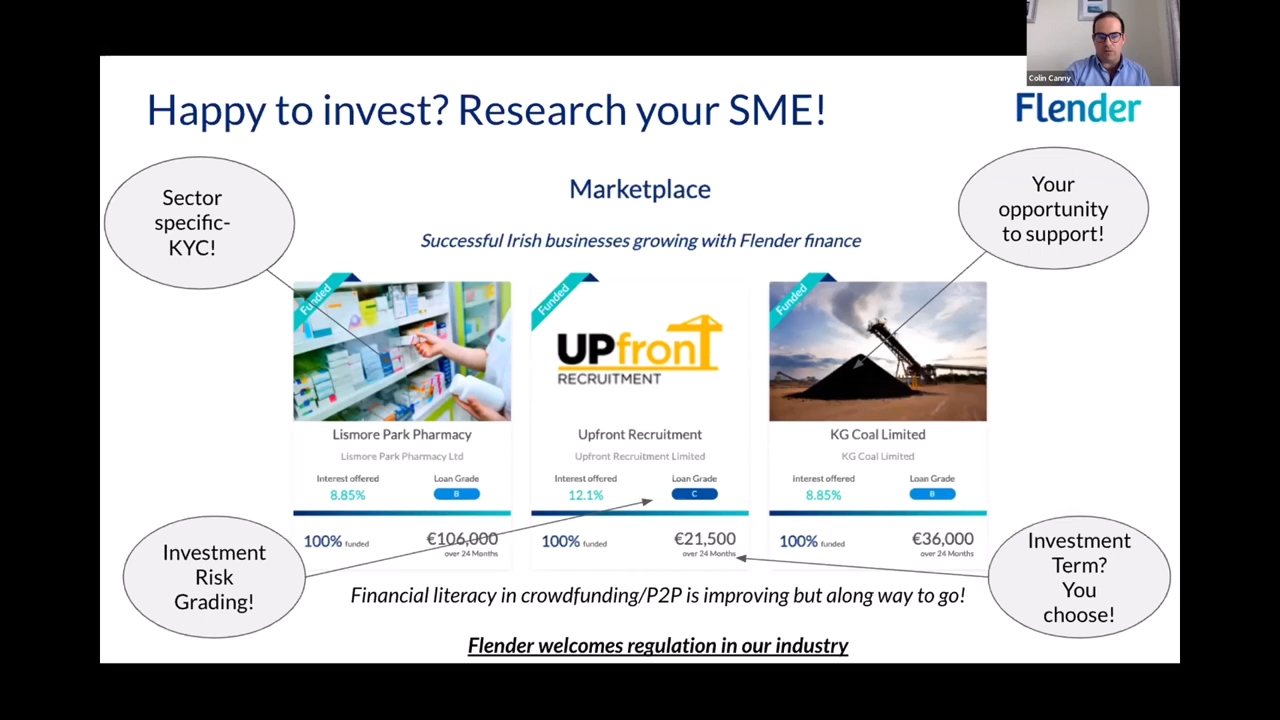 Colin Canny
Happy to invest? Research your SME!
Flender
Sector
specific-
KYC!
Marketplace
Your
opportunity
to support!
Successful Irish businesses growing with Flender finance
Funded
Funded
Funded
UPfront
RECRUITMENT
Lismore Park Pharmacy
Lismore Park Pharmacy Ltd
Interest offered
Loan Grade
8.85%
B
100% funded
€106,000
over 24 Months
Upfront Recruitment
Upfront Recruitment Limited
Interest offered
Loan Grade
12.1%
C
100% funded
€21,500
over 24 Months
KG Coal Limited
KG Coal Limited
Interest offered
Loan Grade
8.85%
B
100% funded
€36,000
over 24 Months
Investment
Risk
Grading!
Investment
Term?
You
choose!
Financial literacy in crowdfunding/P2P is improving but along way to go!
Flender welcomes regulation in our industry